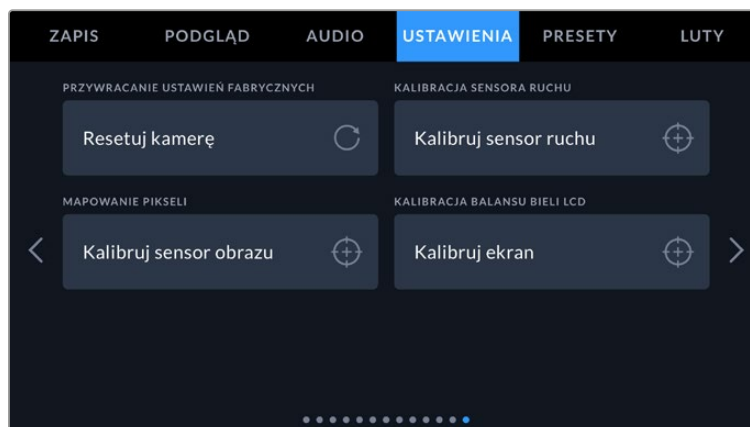 ZAPIS PODGLĄD AUDIO USTAWIENIA PRESETY LUTY
PRZYWRACANIE USTAWIEŃ FABRYCZNYCH KALIBRACJA SENSORA RUCHU
Resetuj kamerę Kalibruj sensor ruchu
MAPOWANIE PIKSELI KALIBRACJA BALANSU BIELI LCD
Kalibruj sensor obrazu Kalibruj ekran